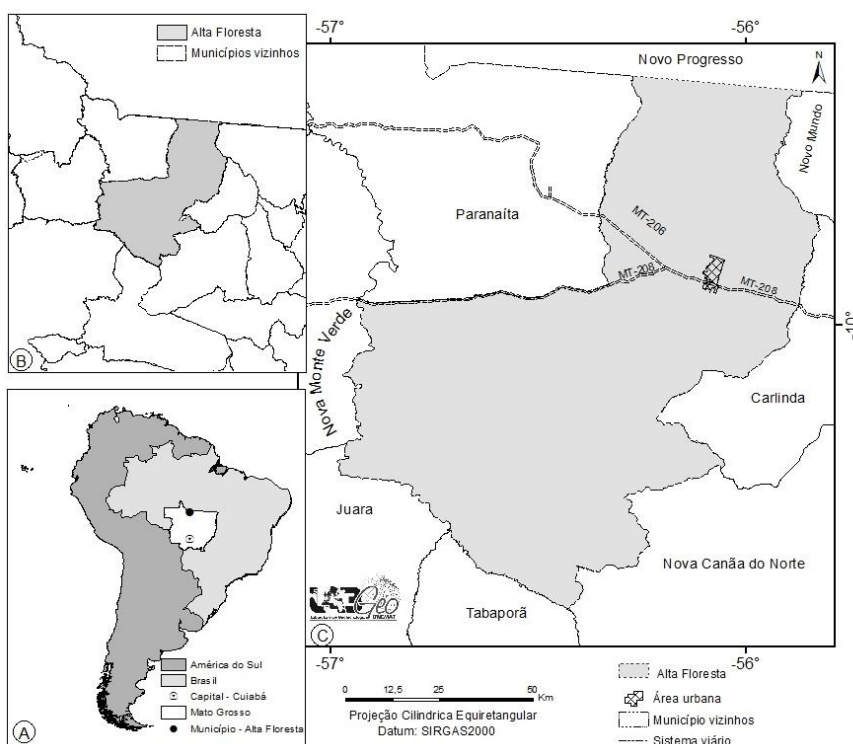 Alta Floresta
Municípios vizinhos
B
-57°
-56°
Novo Progresso
N
Novo Mundo
Paranaíta
MT-206
MT-208
MT-208
-10°
Nova Monte Verde
Carlinda
Juara
Nova Canãa do Norte
Tabaporã
Geo
UNEMAT
C
-57°
-56°
América do Sul
Brasil
Capital - Cuiabá
Mato Grosso
Município - Alta Floresta
A
0 12,5 25 50
Km
Projeção Cilindrica Equiretangular
Datum: SIRGAS2000
Alta Floresta
Área urbana
Município vizinhos
Sistema viário